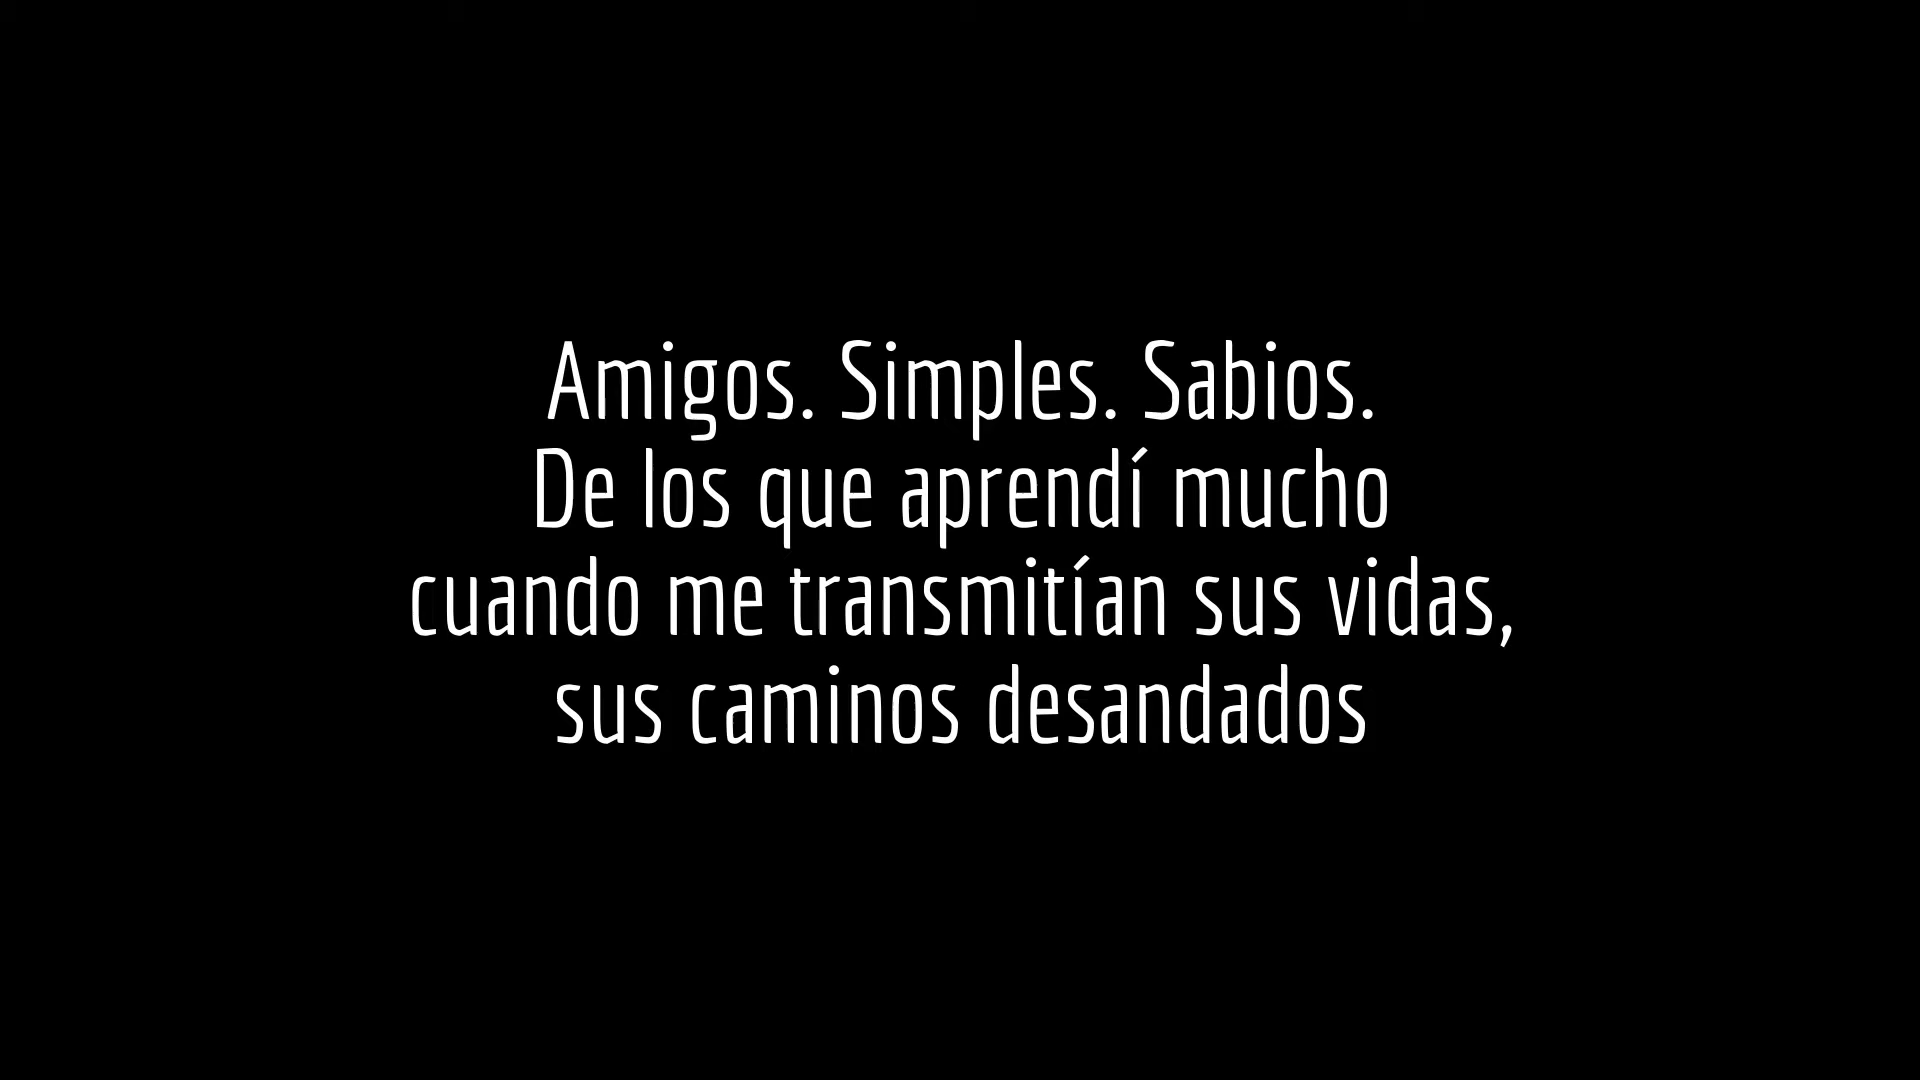 Amigos. Simples. Sabios.
De los que aprendí mucho
cuando me transmitían sus vidas,
sus caminos desandados